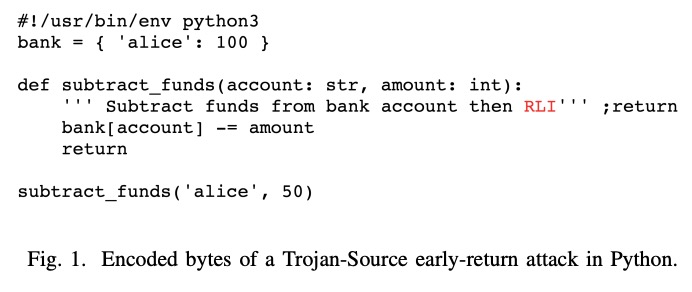 #!/usr/bin/env python3
bank = { 'alice': 100 }
def subtract_funds(account: str, amount: int):
''' Subtract funds from bank account then RLI''' ;return
bank[account] -= amount
return
subtract_funds('alice', 50)
Fig. 1. Encoded bytes of a Trojan-Source early-return attack in Python.